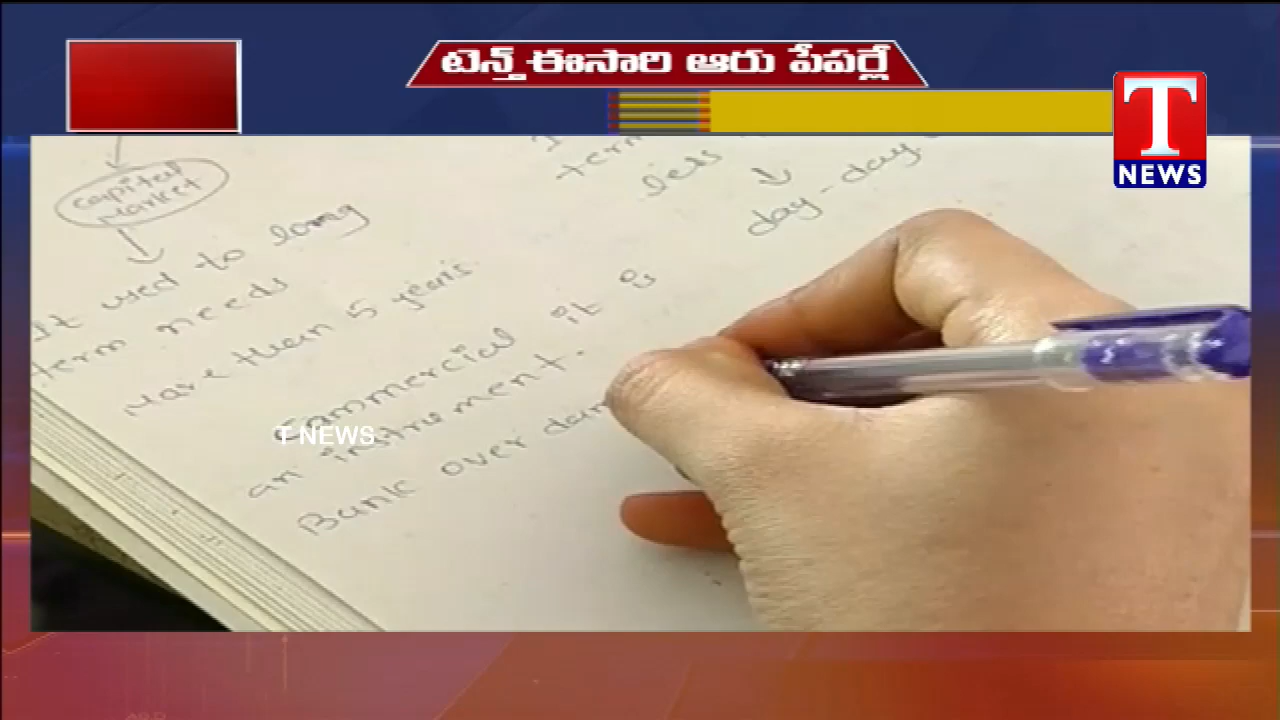 టెన్త్ ఈసారి ఆరు పేపర్లే
T
NEWS
Capital
Market
It used to long
term needs
More than 5 years.
term
less
day-day
Commercial it is
an instrument.
Bank over
T NEWS